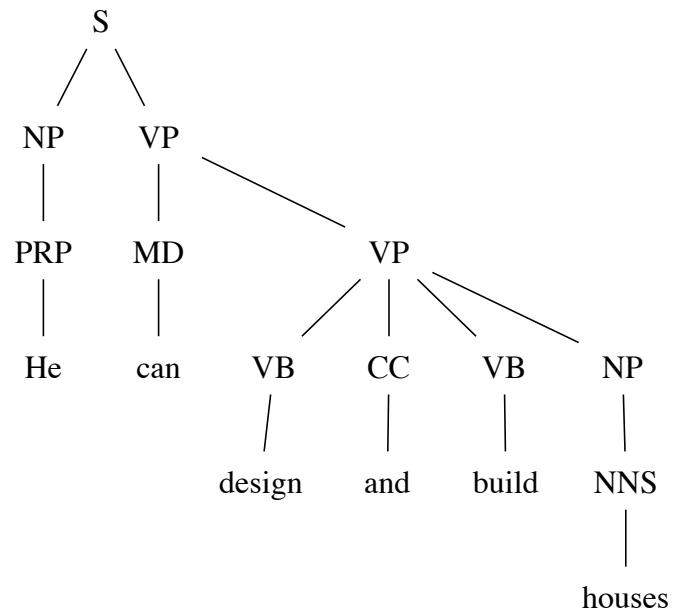 S
NP VP
PRP MD VP
He can VB CC VB NP
design and build NNS
houses